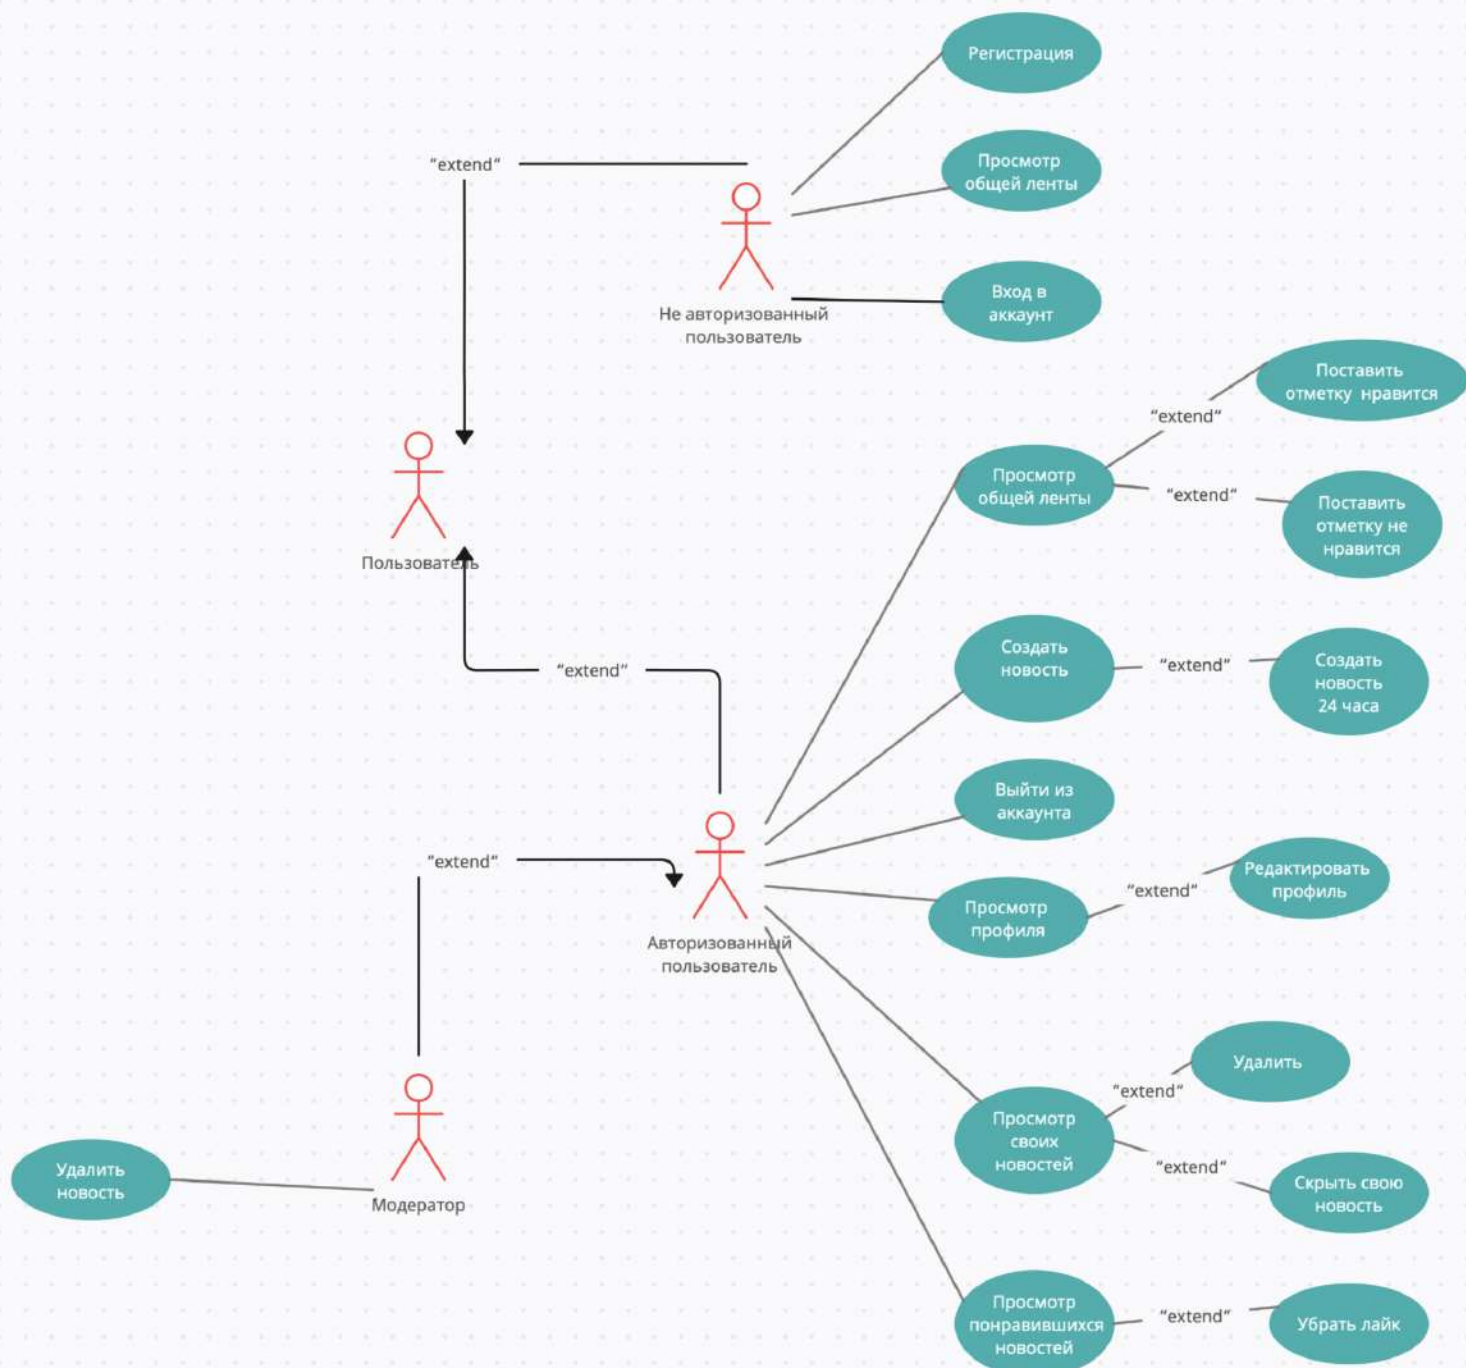 Регистрация
“extend“
Просмотр
общей ленты
Не авторизованный
пользователь
Вход в
аккаунт
Поставить
отметку  нравится
“extend“
Просмотр
общей ленты
“extend“
Поставить
отметку не
нравится
Пользователь
“extend“
Создать
новость
“extend“
Создать
новость
24 часа
Выйти из
аккаунта
“extend“
Авторизованный
пользователь
Просмотр
профиля
“extend“
Редактировать
профиль
Удалить
“extend“
Просмотр
своих
новостей
“extend“
Скрыть свою
новость
Удалить
новость
Модератор
Просмотр
понравившихся
новостей
“extend“
Убрать лайк